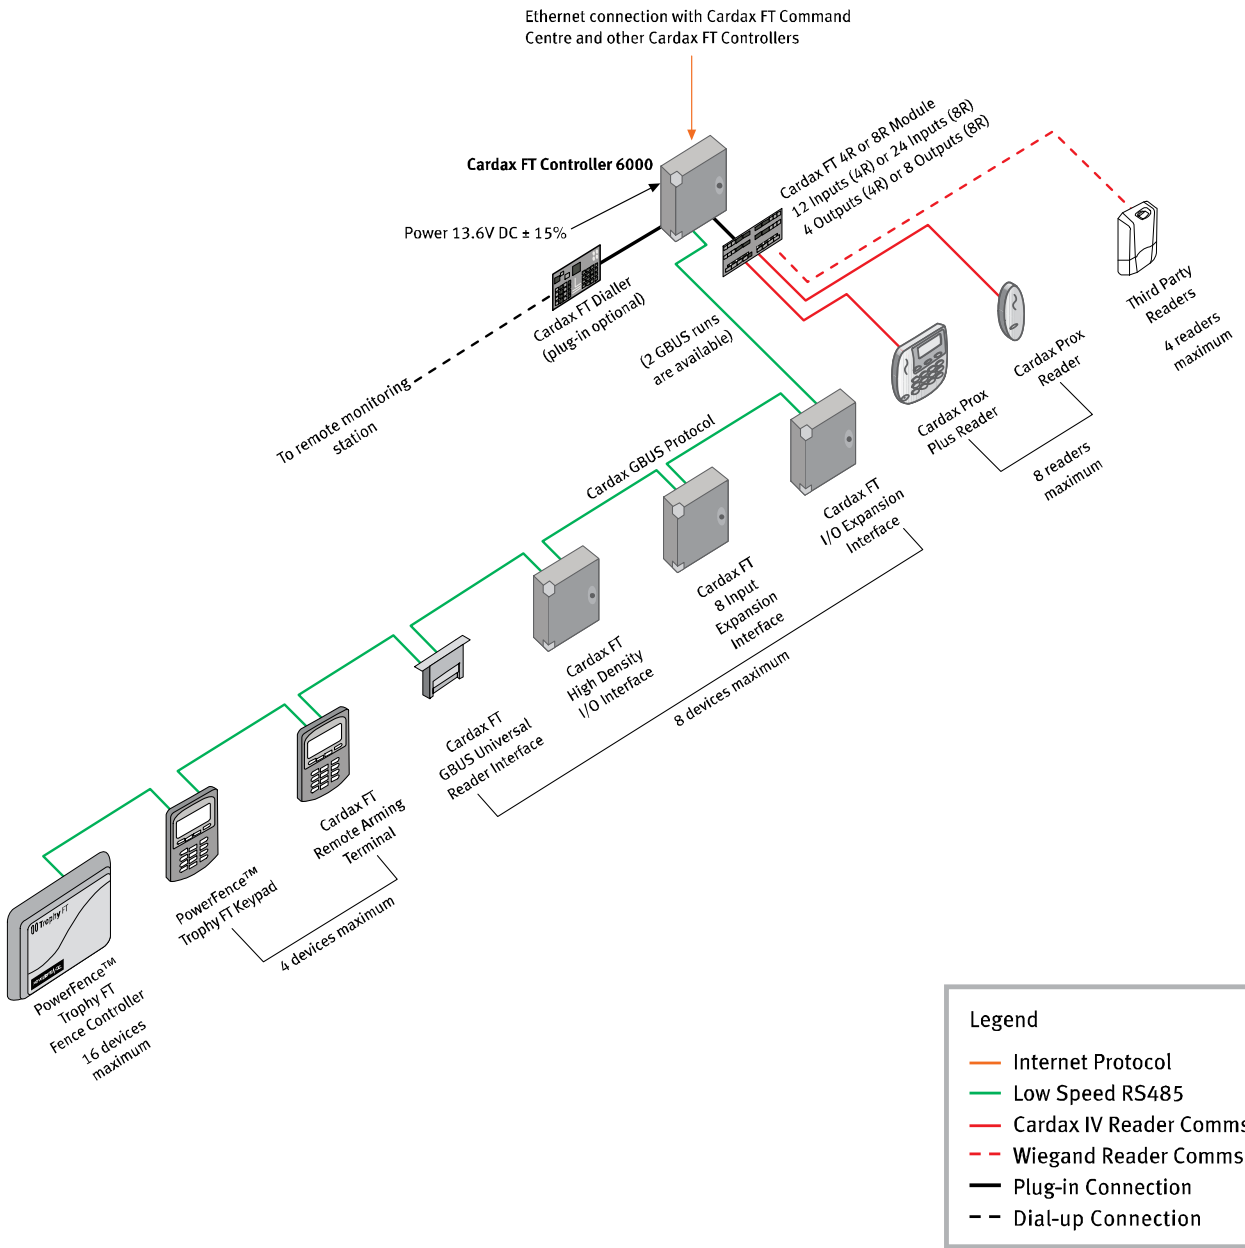 Ethernet connection with Cardax FT Command
Centre and other Cardax FT Controllers
Cardax FT Controller 6000
Power 13.6V DC ± 15%
Cardax FT 4R or 8R Module
12 Inputs (4R) or 24 Inputs (8R)
4 Outputs (4R) or 8 Outputs (8R)
Third Party
Readers
4 readers
maximum
Cardax Prox
Reader
Cardax Prox
Plus Reader
8 readers
maximum
Cardax FT Dialler
(plug-in optional)
To remote monitoring
station
(2 GBUS runs
are available)
Cardax GBUS Protocol
Cardax FT
I/O Expansion
Interface
Cardax FT
8 Input
Expansion
Interface
Cardax FT
High Density
I/O Interface
Cardax FT
GBUS Universal
Reader Interface
8 devices maximum
Cardax FT
Remote Arming
Terminal
PowerFence™
Trophy FT Keypad
4 devices maximum
Trophy FT
PowerFence™
Trophy FT
Fence Controller
16 devices
maximum
Legend
Internet Protocol
Low Speed RS485
Cardax IV Reader Comms
Wiegand Reader Comms
Plug-in Connection
Dial-up Connection